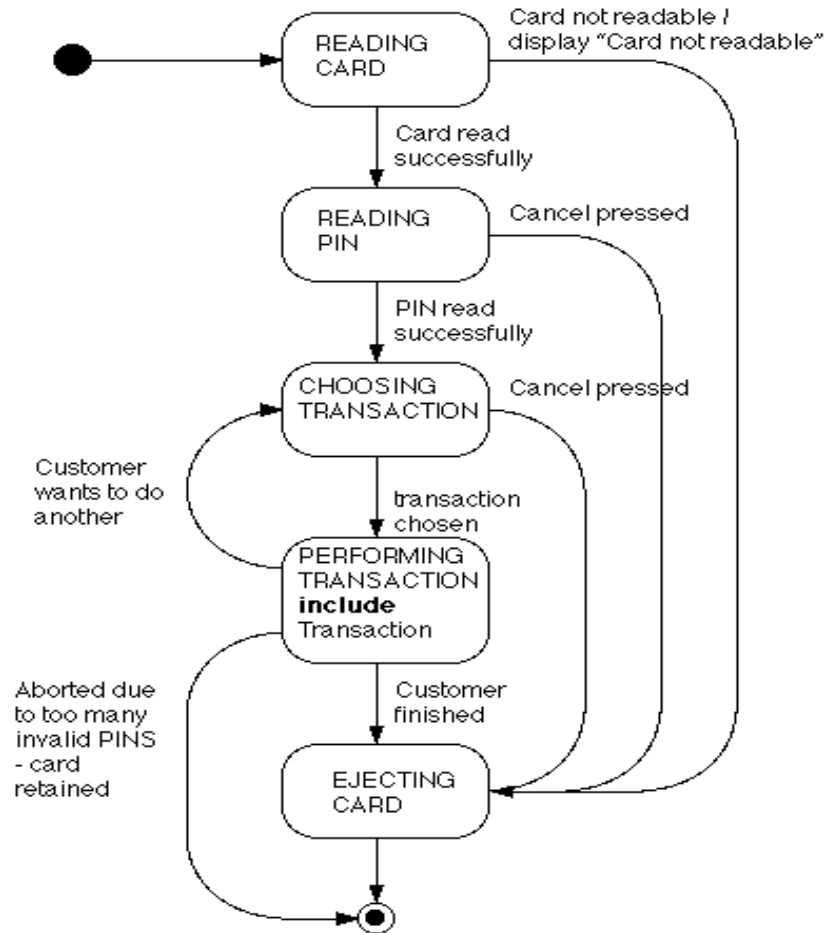 READING
CARD
Card not readable /
display “Card not readable”
Card read
successfully
READING
PIN
Cancel pressed
PIN read
successfully
CHOOSING
TRANSACTION
Cancel pressed
Customer
wants to do
another
transaction
chosen
PERFORMING
TRANSACTION
include
Transaction
Aborted due
to too many
invalid PINS
- card
retained
Customer
finished
EJECTING
CARD